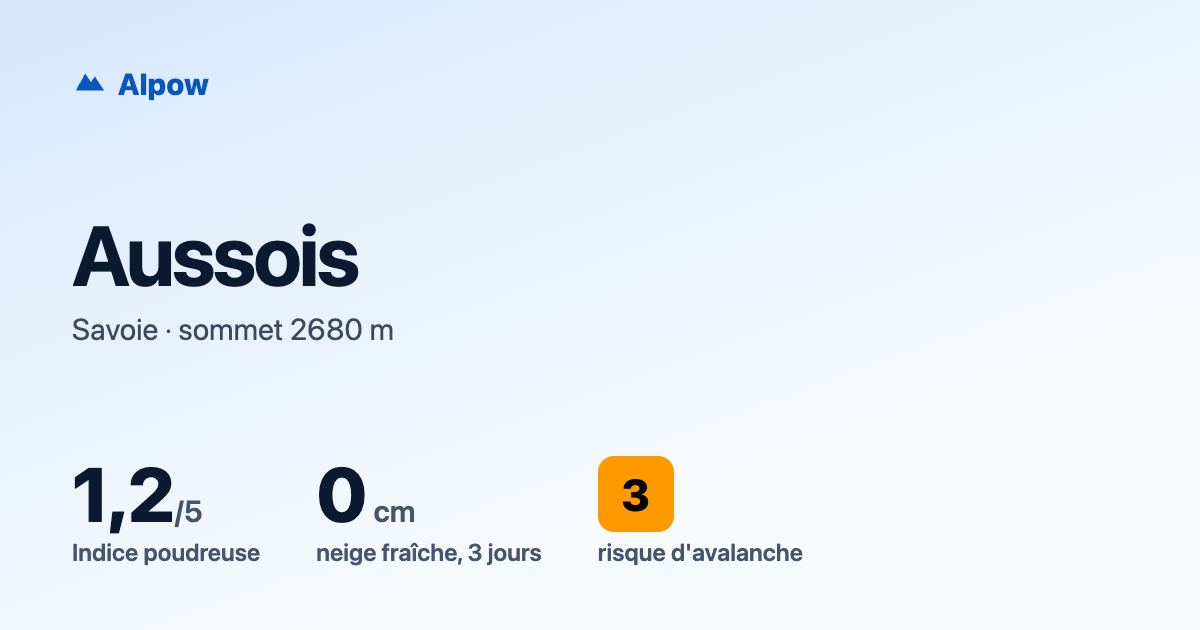 Alpow
Aussois
Savoie · sommet 2680 m
1,2/5
Indice poudreuse
0 cm
neige fraîche, 3 jours
3
risque d'avalanche